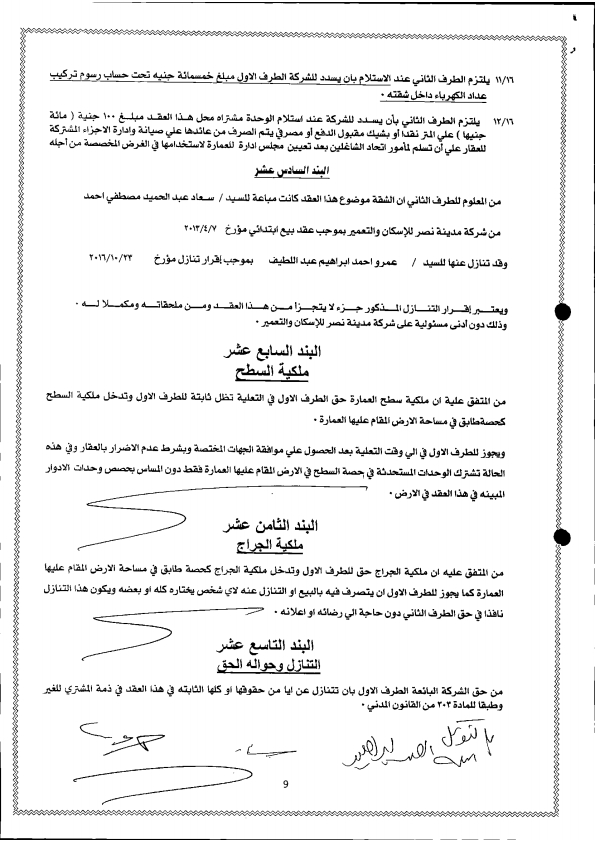 ١١/١٦ يلتزم الطرف الثاني عند الاستلام بان يسدد للشركة الطرف الاول مبلغ خمسمائة جنيه تحت حساب رسوم تركيب
عداد الكهرباء داخل شقته ٠
١٢/١٦ يلتزم الطرف الثاني بأن يسدد للشركة عند استلام الوحدة مشتراه محل هذا العقد مبلغ ١٠٠ جنية ( مائة
جنيها ) علي المتر نقدا أو بشيك مقبول الدفع أو مصرفي يتم الصرف من عائدها علي صيانة وادارة الاجزاء المشتركة
للعقار علي أن تسلم لمأمور اتحاد الشاغلين بعد تعيين مجلس ادارة للعمارة لاستخدامها في الغرض المخصصة من أجله
البند السادس عشر
من المعلوم للطرف الثاني ان الشقة موضوع هذا العقد كانت مباعة للسيد / سعاد عبد الحميد مصطفي احمد
من شركة مدينة نصر للإسكان والتعمير بموجب عقد بيع ابتدائي مؤرخ ٢٠١٣/٤/٧
وقد تنازل عنها للسيد / عمرو احمد ابراهيم عبد اللطيف بموجب إقرار تنازل مؤرخ ٢٠١٦/١٠/٢٣
ويعتبر إقرار التنازل المذكور جزء لا يتجزأ من هذا العقد ومن ملحقاته ومكملا له ٠
وذلك دون أدنى مسئولية على شركة مدينة نصر للإسكان والتعمير ٠
البند السابع عشر
ملكية السطح
من المتفق علية ان ملكية سطح العمارة حق الطرف الاول في التعلية تظل ثابتة للطرف الاول وتدخل ملكية السطح
كحصة طابق في مساحة الارض المقام عليها العمارة ٠
ويجوز للطرف الاول في الي وقت التعلية بعد الحصول علي موافقة الجهات المختصة وبشرط عدم الاضرار بالعقار وفي هذه
الحالة تشترك الوحدات المستحدثة في حصة السطح في الارض المقام عليها العمارة فقط دون المساس بحصص وحدات الادوار
المبينه في هذا العقد في الارض ٠
البند الثامن عشر
ملكية الجراج
من المتفق عليه ان ملكية الجراج حق للطرف الاول وتدخل ملكية الجراج كحصة طابق في مساحة الارض المقام عليها
العمارة كما يجوز للطرف الاول ان يتصرف فيه بالبيع او التنازل عنه لاي شخص يختاره كله او بعضه ويكون هذا التنازل
نافذا في حق الطرف الثاني دون حاجة الي رضائه او اعلانه ٠
البند التاسع عشر
التنازل وحواله الحق
من حق الشركة البائعة الطرف الاول بان تتنازل عن ايا من حقوقها او كلها الثابته في هذا العقد في ذمة المشتري للغير
وطبقا للمادة ٣٠٣ من القانون المدني ٠
9